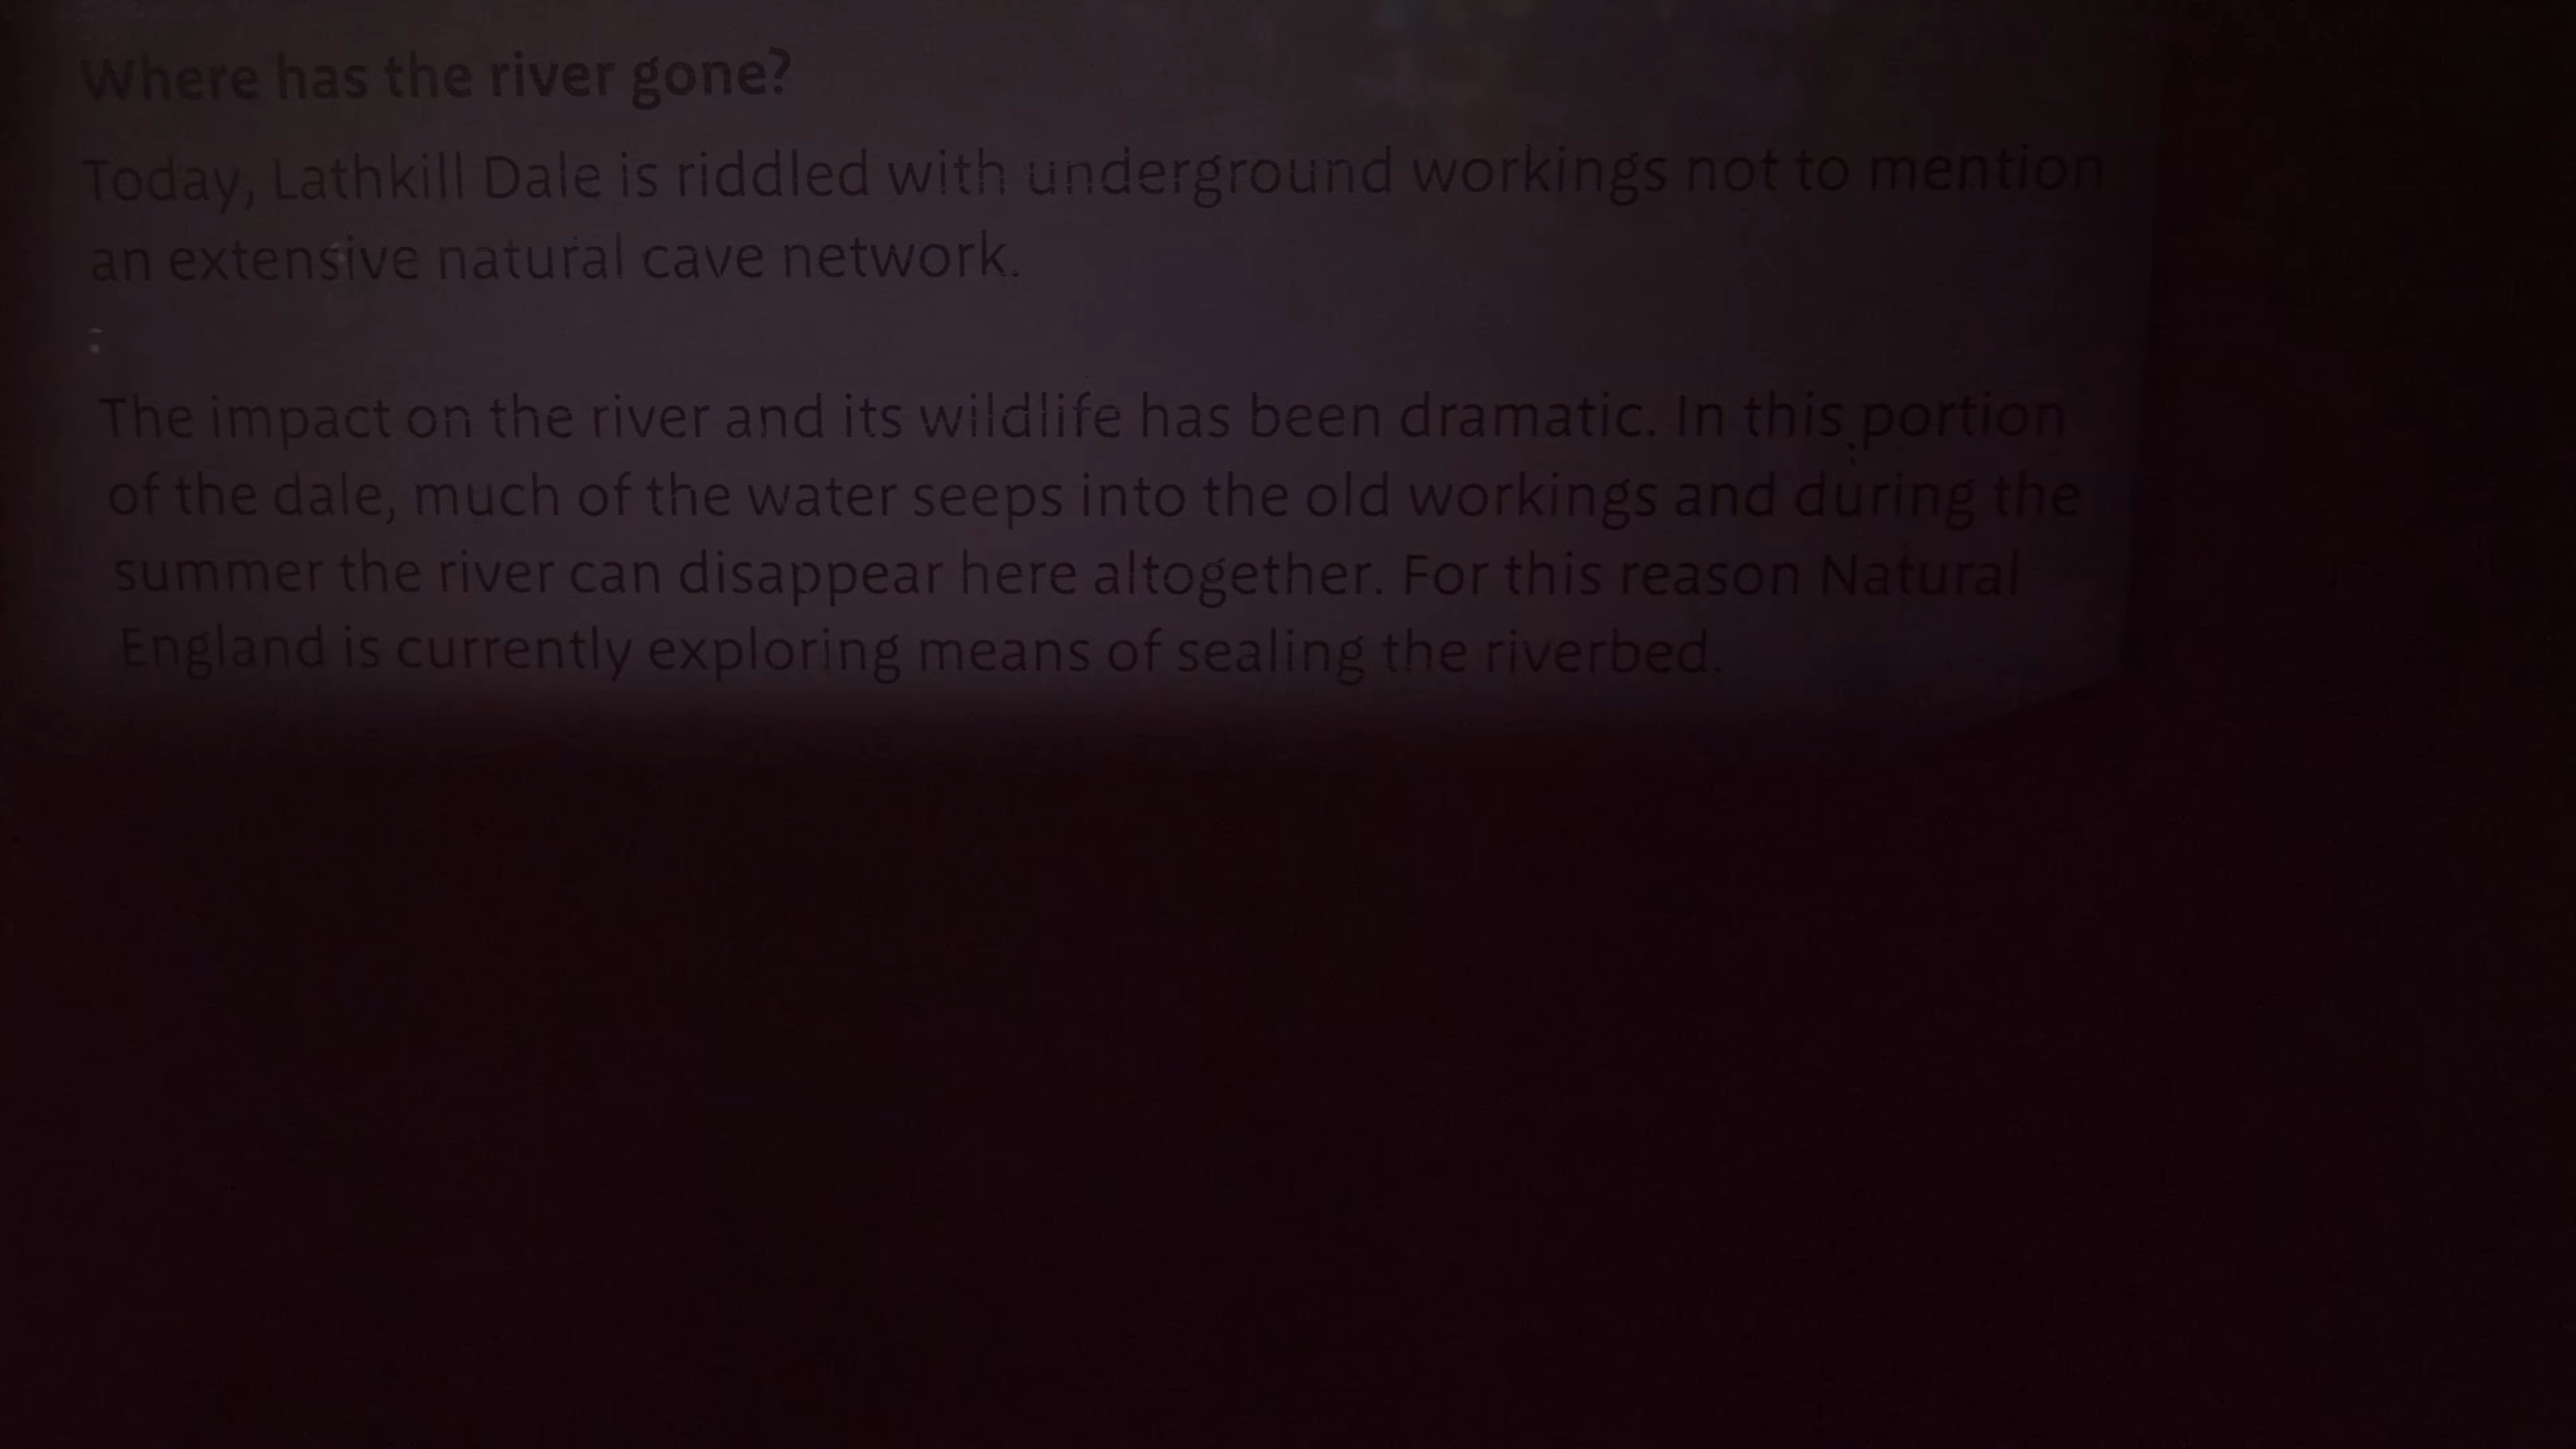 Where has the river gone?
Today, Lathkill Dale is riddled with underground workings not to mention
an extensive natural cave network.
The impact on the river and its wildlife has been dramatic. In this portion
of the dale, much of the water seeps into the old workings and during the
summer the river can disappear here altogether. For this reason Natural
England is currently exploring means of sealing the riverbed.